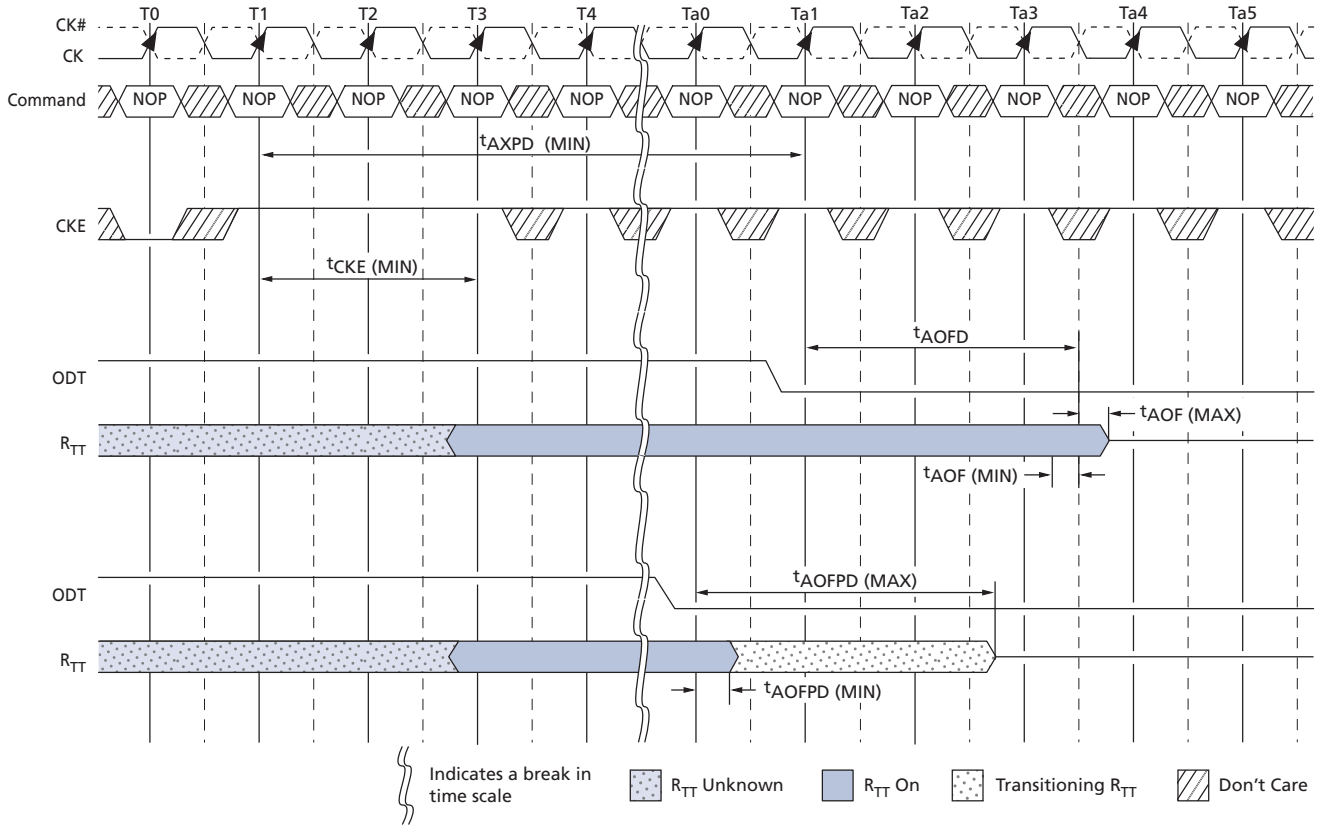 T0 T1 T2 T3 T4 Ta0 Ta1 Ta2 Ta3 Ta4 Ta5
CK#
CK
Command NOP NOP NOP NOP NOP NOP NOP NOP NOP NOP NOP
tAXPD (MIN)
CKE
tCKE (MIN)
tAOFD
ODT
tAOF (MAX)
RTT
tAOF (MIN)
tAOFPD (MAX)
ODT
RTT
tAOFPD (MIN)
Indicates a break in
time scale
RTT Unknown
RTT On
Transitioning RTT
Don't Care